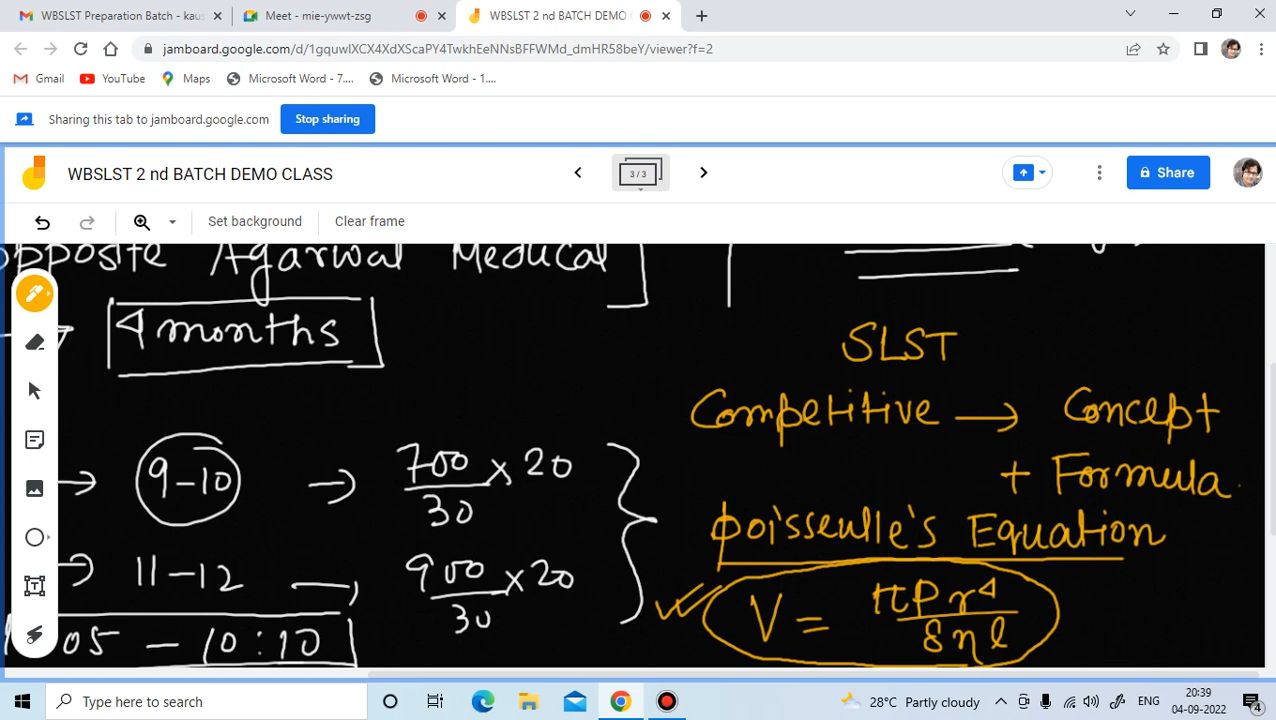 WBSLST Preparation Batch - kaus
Meet - mie-ywwt-zsg
WBSLST 2 nd BATCH DEMO C
jamboard.google.com/d/1gquwlXCX4XdXScaPY4TwkhEeNNsBFFWMd_dmHR58beY/viewer?f=2
Gmail
YouTube
Maps
Microsoft Word - 7....
Microsoft Word - 1....
Sharing this tab to jamboard.google.com
Stop sharing
WBSLST 2 nd BATCH DEMO CLASS
3 / 3
Share
Set background
Clear frame
opposite Agarwal Medical
4 months
SLST
Competitive → Concept
+ Formula
→ 9-10 → 700/30 × 20
poisseulle's Equation
→ 11-12 → 900/30 × 20
V = πPr⁴/8ηl
05 - 10:10
Type here to search
28°C Partly cloudy
ENG
20:39
04-09-2022
4